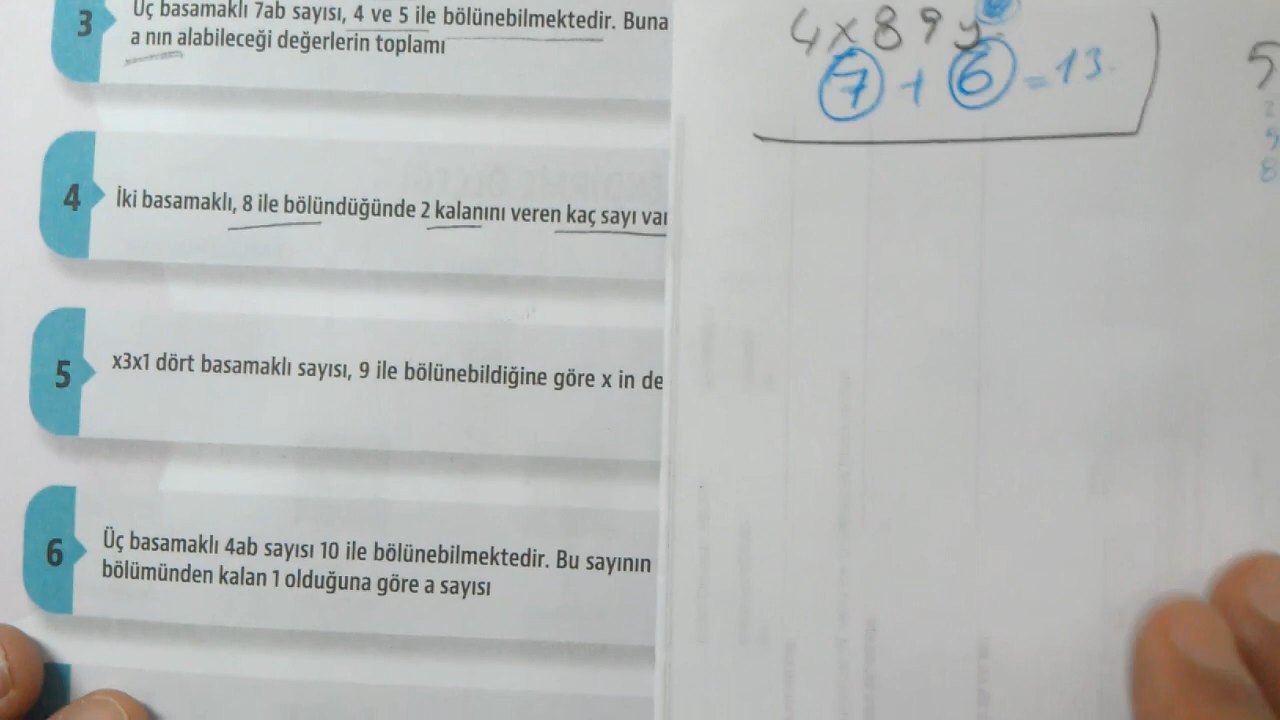 3
Üç basamaklı 7ab sayısı, 4 ve 5 ile bölünebilmektedir. Buna
a nın alabileceği değerlerin toplamı
4
İki basamaklı, 8 ile bölündüğünde 2 kalanını veren kaç sayı
5
x3x1 dört basamaklı sayısı, 9 ile bölünebildiğine göre x in
6
Üç basamaklı 4ab sayısı 10 ile bölünebilmektedir. Bu sayının
bölümünden kalan 1 olduğuna göre a sayısı
4x89y
7 + 6 = 13
5